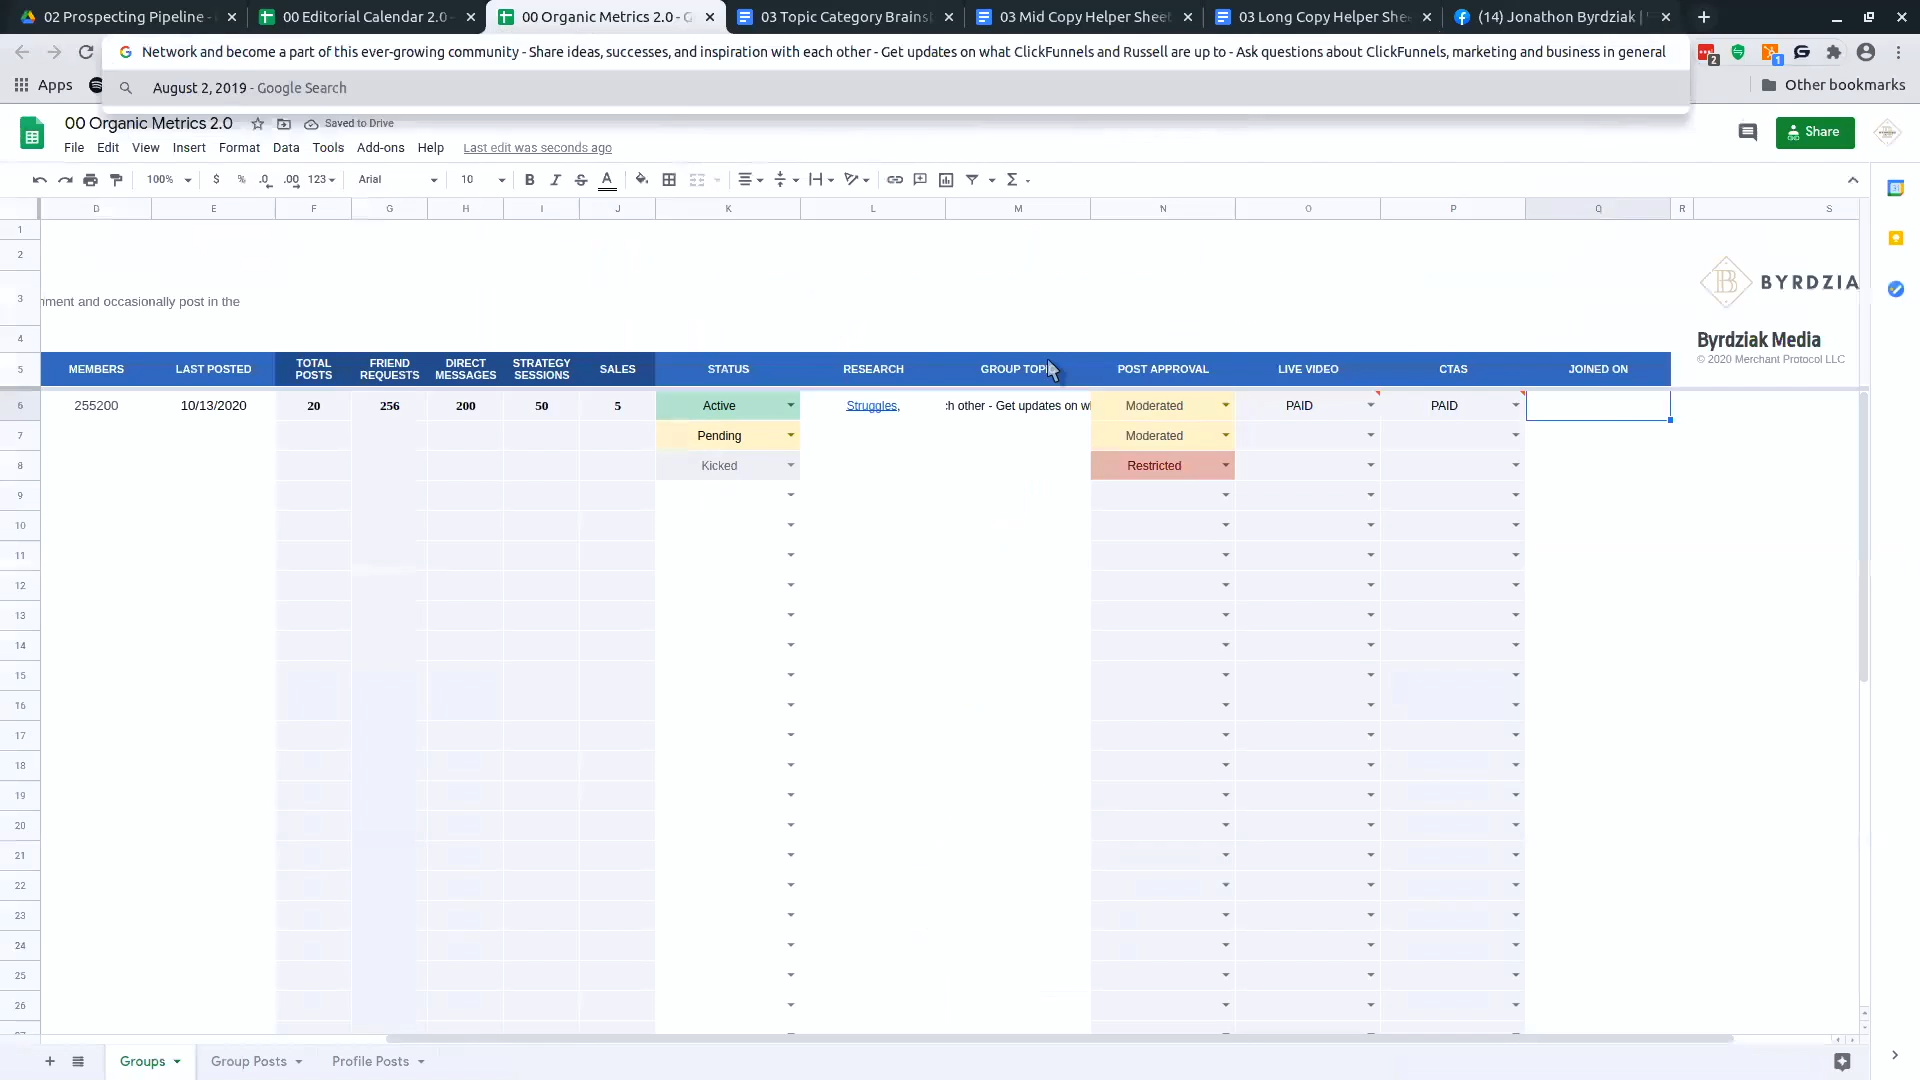 02 Prospecting Pipeline -
00 Editorial Calendar 2.0 -
00 Organic Metrics 2.0 - G
03 Topic Category Brains
03 Mid Copy Helper Sheet
03 Long Copy Helper She
(14) Jonathon Byrdziak |
Network and become a part of this ever-growing community - Share ideas, successes, and inspiration with each other - Get updates on what ClickFunnels and Russell are up to - Ask questions about ClickFunnels, marketing and business in general
2
1
Apps
August 2, 2019 - Google Search
Other bookmarks
00 Organic Metrics 2.0
Saved to Drive
Share
File Edit View Insert Format Data Tools Add-ons Help Last edit was seconds ago
100% $ % .0 .00 123 Arial 10 B I S A
D E F G H I J K L M N O P Q R S
1
2
3 nment and occasionally post in the
BYRDZIA
4
Byrdziak Media
© 2020 Merchant Protocol LLC
5 MEMBERS LAST POSTED TOTAL POSTS FRIEND REQUESTS DIRECT MESSAGES STRATEGY SESSIONS SALES STATUS RESEARCH GROUP TOPI POST APPROVAL LIVE VIDEO CTAS JOINED ON
6 255200 10/13/2020 20 256 200 50 5 Active Struggles, ch other - Get updates on w Moderated PAID PAID
7 Pending Moderated
8 Kicked Restricted
9
10
11
12
13
14
15
16
17
18
19
20
21
22
23
24
25
26
Groups Group Posts Profile Posts